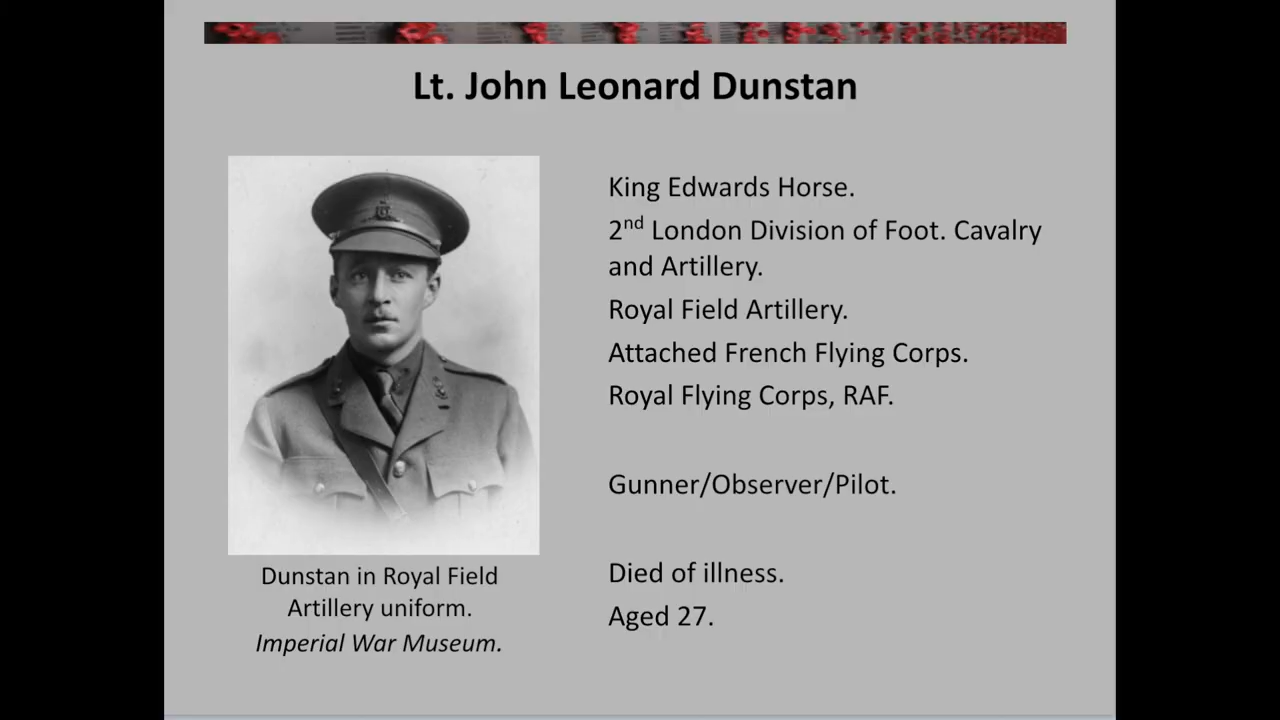 Lt. John Leonard Dunstan
King Edwards Horse.
2nd London Division of Foot. Cavalry
and Artillery.
Royal Field Artillery.
Attached French Flying Corps.
Royal Flying Corps, RAF.
Gunner/Observer/Pilot.
Died of illness.
Aged 27.
Dunstan in Royal Field
Artillery uniform.
Imperial War Museum.